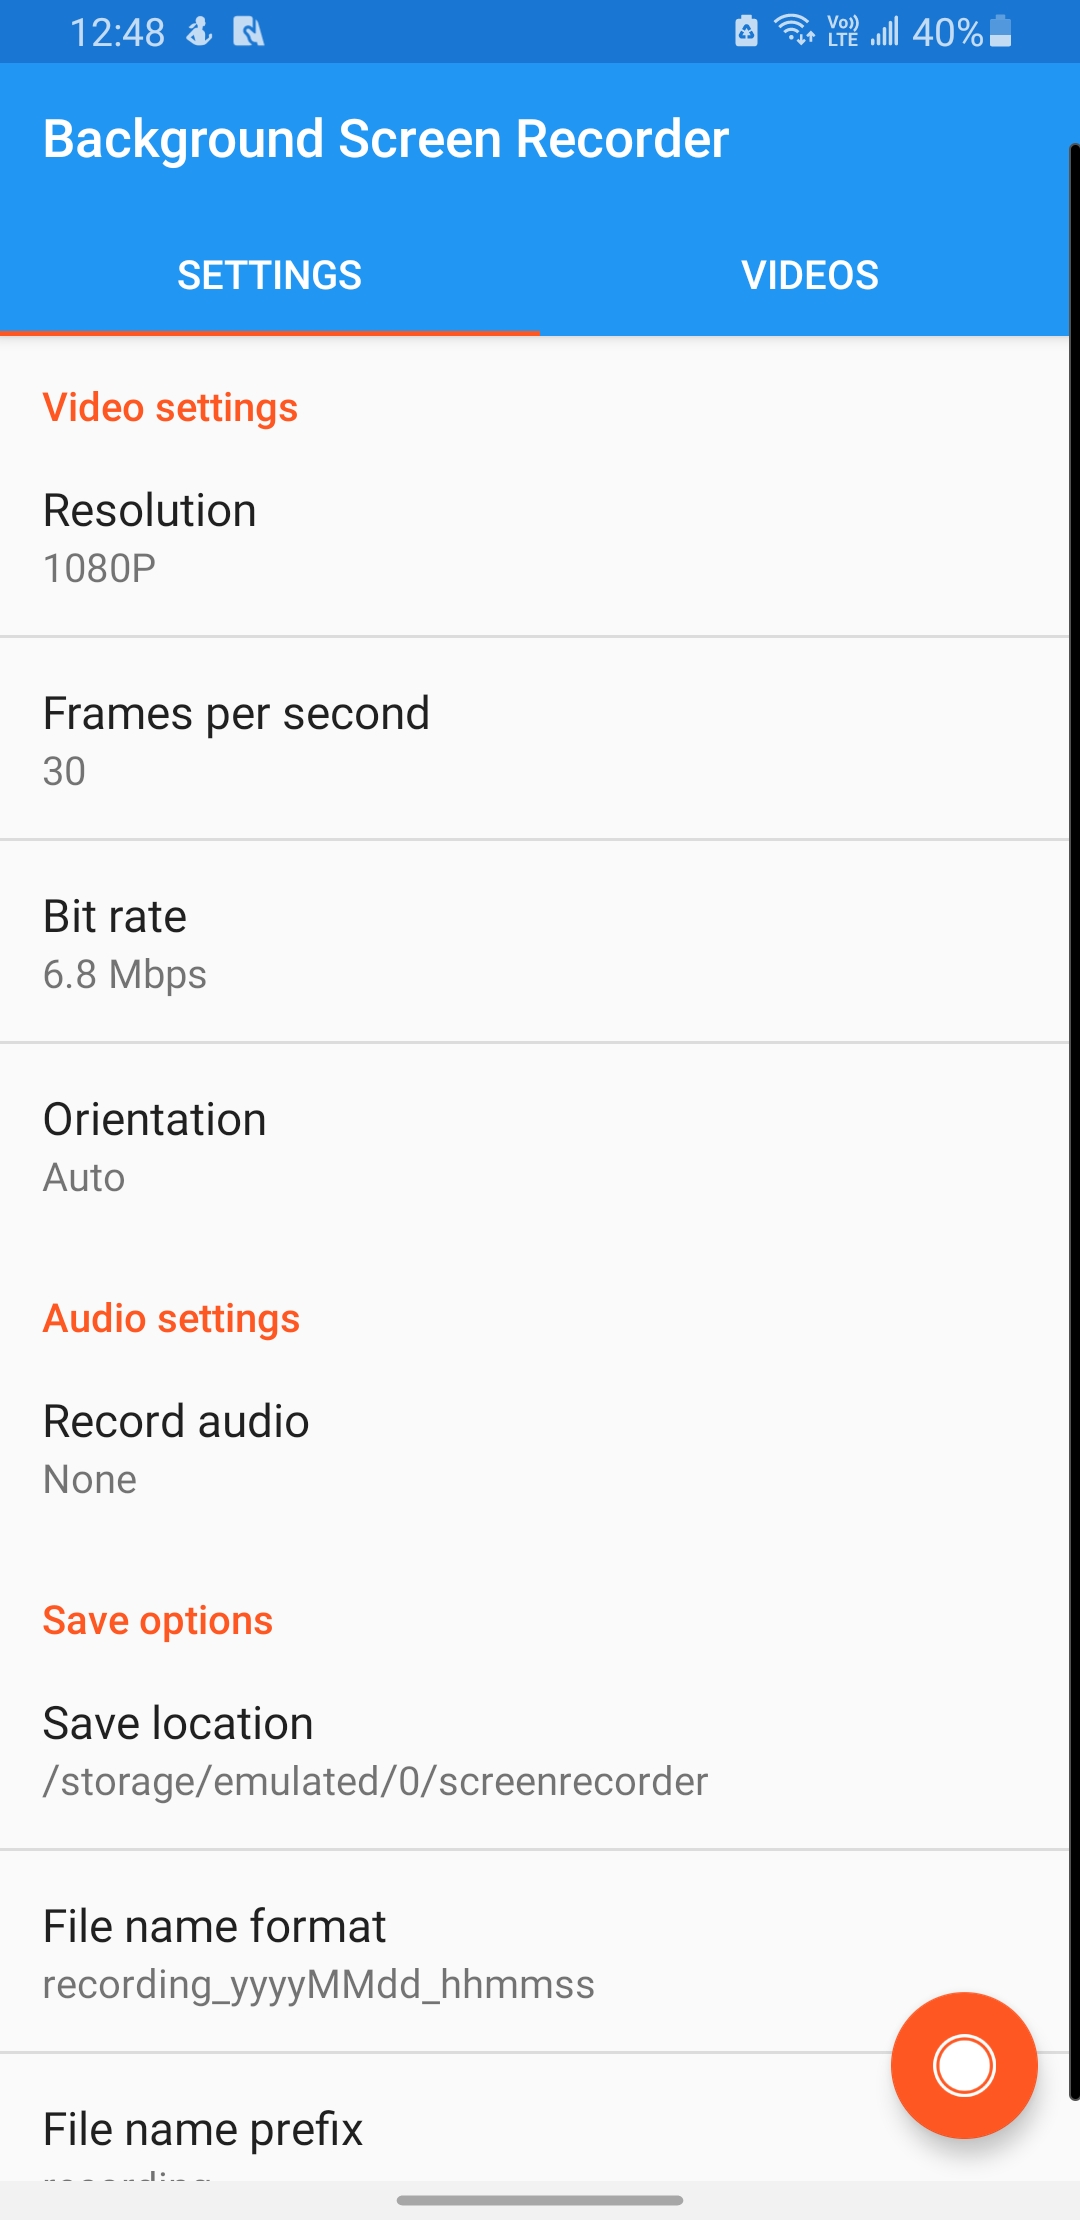 12:48 Vo)) LTE 40%
Background Screen Recorder
SETTINGS VIDEOS
Video settings
Resolution
1080P
Frames per second
30
Bit rate
6.8 Mbps
Orientation
Auto
Audio settings
Record audio
None
Save options
Save location
/storage/emulated/0/screenrecorder
File name format
recording_yyyyMMdd_hhmmss
File name prefix
recording